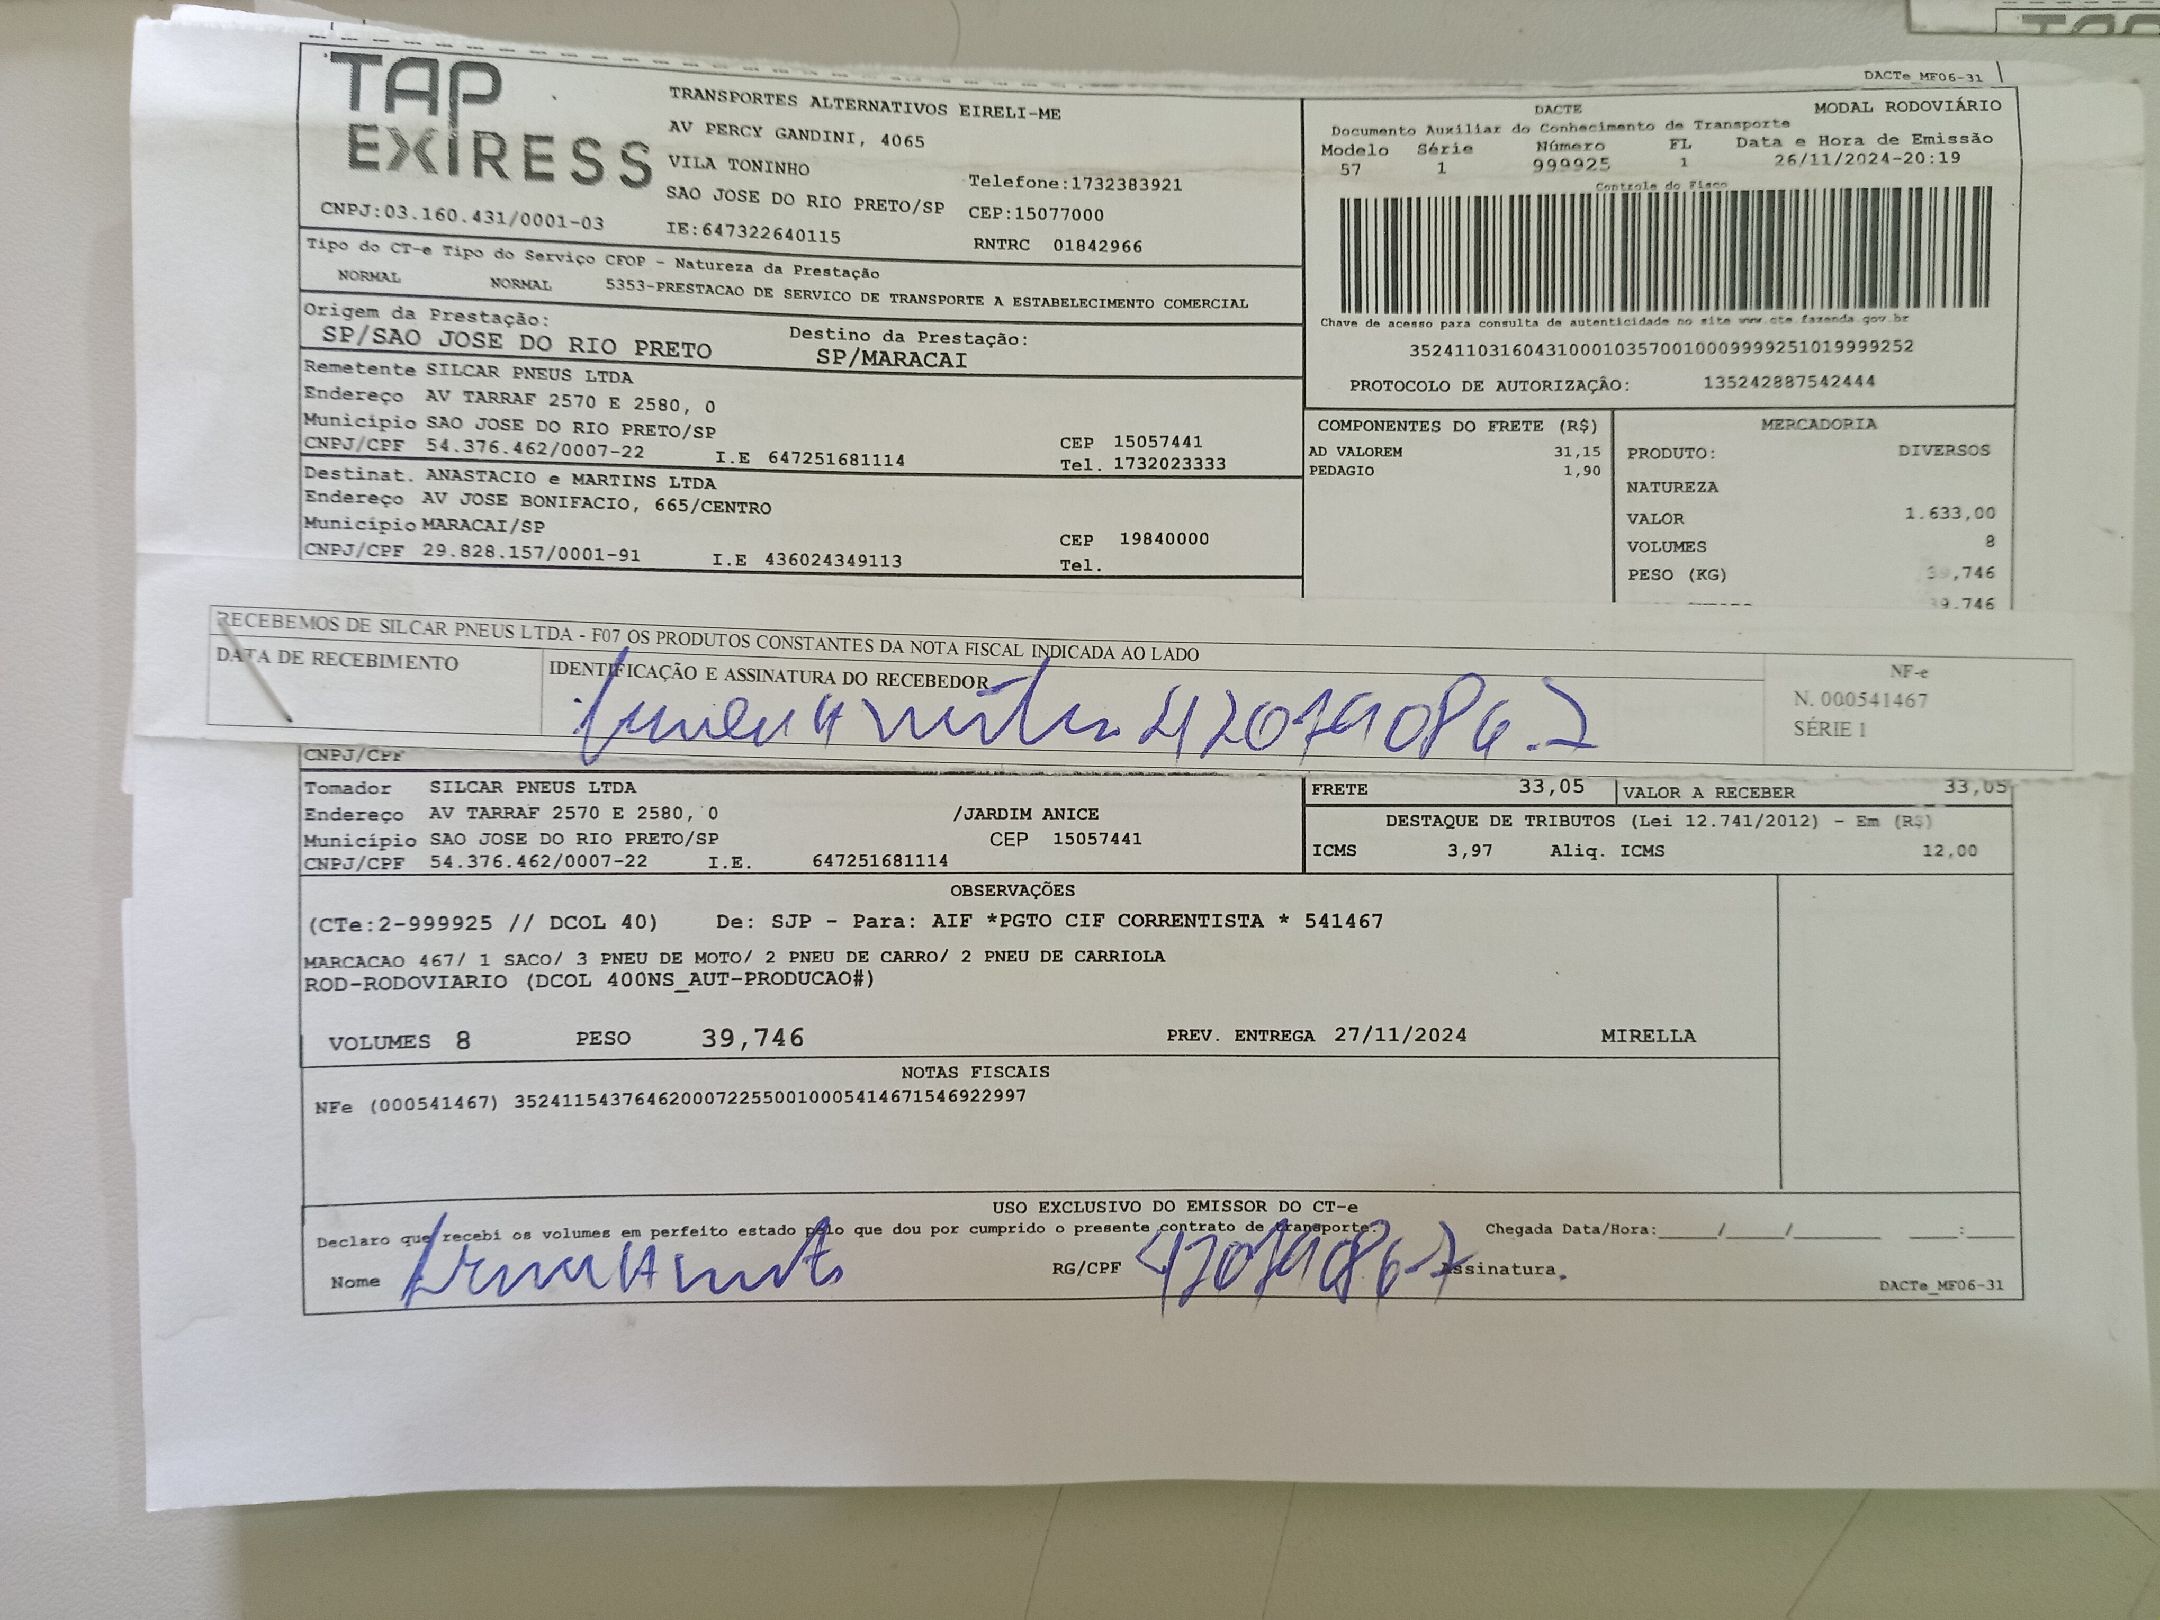 TAP
EXIRESS
CNPJ:03.160.431/0001-03
TRANSPORTES ALTERNATIVOS EIRELI-ME
AV PERCY GANDINI, 4065
VILA TONINHO
Telefone:1732383921
SAO JOSE DO RIO PRETO/SP CEP:15077000
IE:647322640115 RNTRC 01842966
DACTe_MF06-31
DACTE MODAL RODOVIÁRIO
Documento Auxiliar do Conhecimento de Transporte
Modelo Série Número FL Data e Hora de Emissão
57 1 999925 1 26/11/2024-20:19
Controle do Fisco
Chave de acesso para consulta de autenticidade no site www.cte.fazenda.gov.br
35241103160431000103570010009999251019999252
PROTOCOLO DE AUTORIZAÇÃO: 135242887542444
Tipo do CT-e Tipo do Serviço CFOP - Natureza da Prestação
NORMAL NORMAL 5353-PRESTACAO DE SERVICO DE TRANSPORTE A ESTABELECIMENTO COMERCIAL
Origem da Prestação: Destino da Prestação:
SP/SAO JOSE DO RIO PRETO SP/MARACAI
Remetente SILCAR PNEUS LTDA
Endereço AV TARRAF 2570 E 2580, 0
Município SAO JOSE DO RIO PRETO/SP CEP 15057441
CNPJ/CPF 54.376.462/0007-22 I.E 647251681114 Tel. 1732023333
Destinat. ANASTACIO e MARTINS LTDA
Endereço AV JOSE BONIFACIO, 665/CENTRO
Município MARACAI/SP CEP 19840000
CNPJ/CPF 29.828.157/0001-91 I.E 436024349113 Tel.
COMPONENTES DO FRETE (R$)
AD VALOREM 31,15
PEDAGIO 1,90
MERCADORIA
PRODUTO: DIVERSOS
NATUREZA
VALOR 1.633,00
VOLUMES 8
PESO (KG) 39,746
39.746
RECEBEMOS DE SILCAR PNEUS LTDA - F07 OS PRODUTOS CONSTANTES DA NOTA FISCAL INDICADA AO LADO
DATA DE RECEBIMENTO IDENTIFICAÇÃO E ASSINATURA DO RECEBEDOR
NF-e
N. 000541467
SÉRIE 1
CNPJ/CPF
Tomador SILCAR PNEUS LTDA
Endereço AV TARRAF 2570 E 2580, 0 /JARDIM ANICE
Município SAO JOSE DO RIO PRETO/SP CEP 15057441
CNPJ/CPF 54.376.462/0007-22 I.E. 647251681114
FRETE 33,05 VALOR A RECEBER 33,05
DESTAQUE DE TRIBUTOS (Lei 12.741/2012) - Em (R$)
ICMS 3,97 Aliq. ICMS 12,00
OBSERVAÇÕES
(CTe:2-999925 // DCOL 40) De: SJP - Para: AIF *PGTO CIF CORRENTISTA * 541467
MARCACAO 467/ 1 SACO/ 3 PNEU DE MOTO/ 2 PNEU DE CARRO/ 2 PNEU DE CARRIOLA
ROD-RODOVIARIO (DCOL 400NS_AUT-PRODUCAO#)
VOLUMES 8 PESO 39,746 PREV. ENTREGA 27/11/2024 MIRELLA
NOTAS FISCAIS
NFe (000541467) 35241154376462000722550010005414671546922997
USO EXCLUSIVO DO EMISSOR DO CT-e
Declaro que recebi os volumes em perfeito estado pelo que dou por cumprido o presente contrato de transporte. Chegada Data/Hora:_____/_____/_______ ____:____
Nome RG/CPF Assinatura.
DACTe_MF06-31